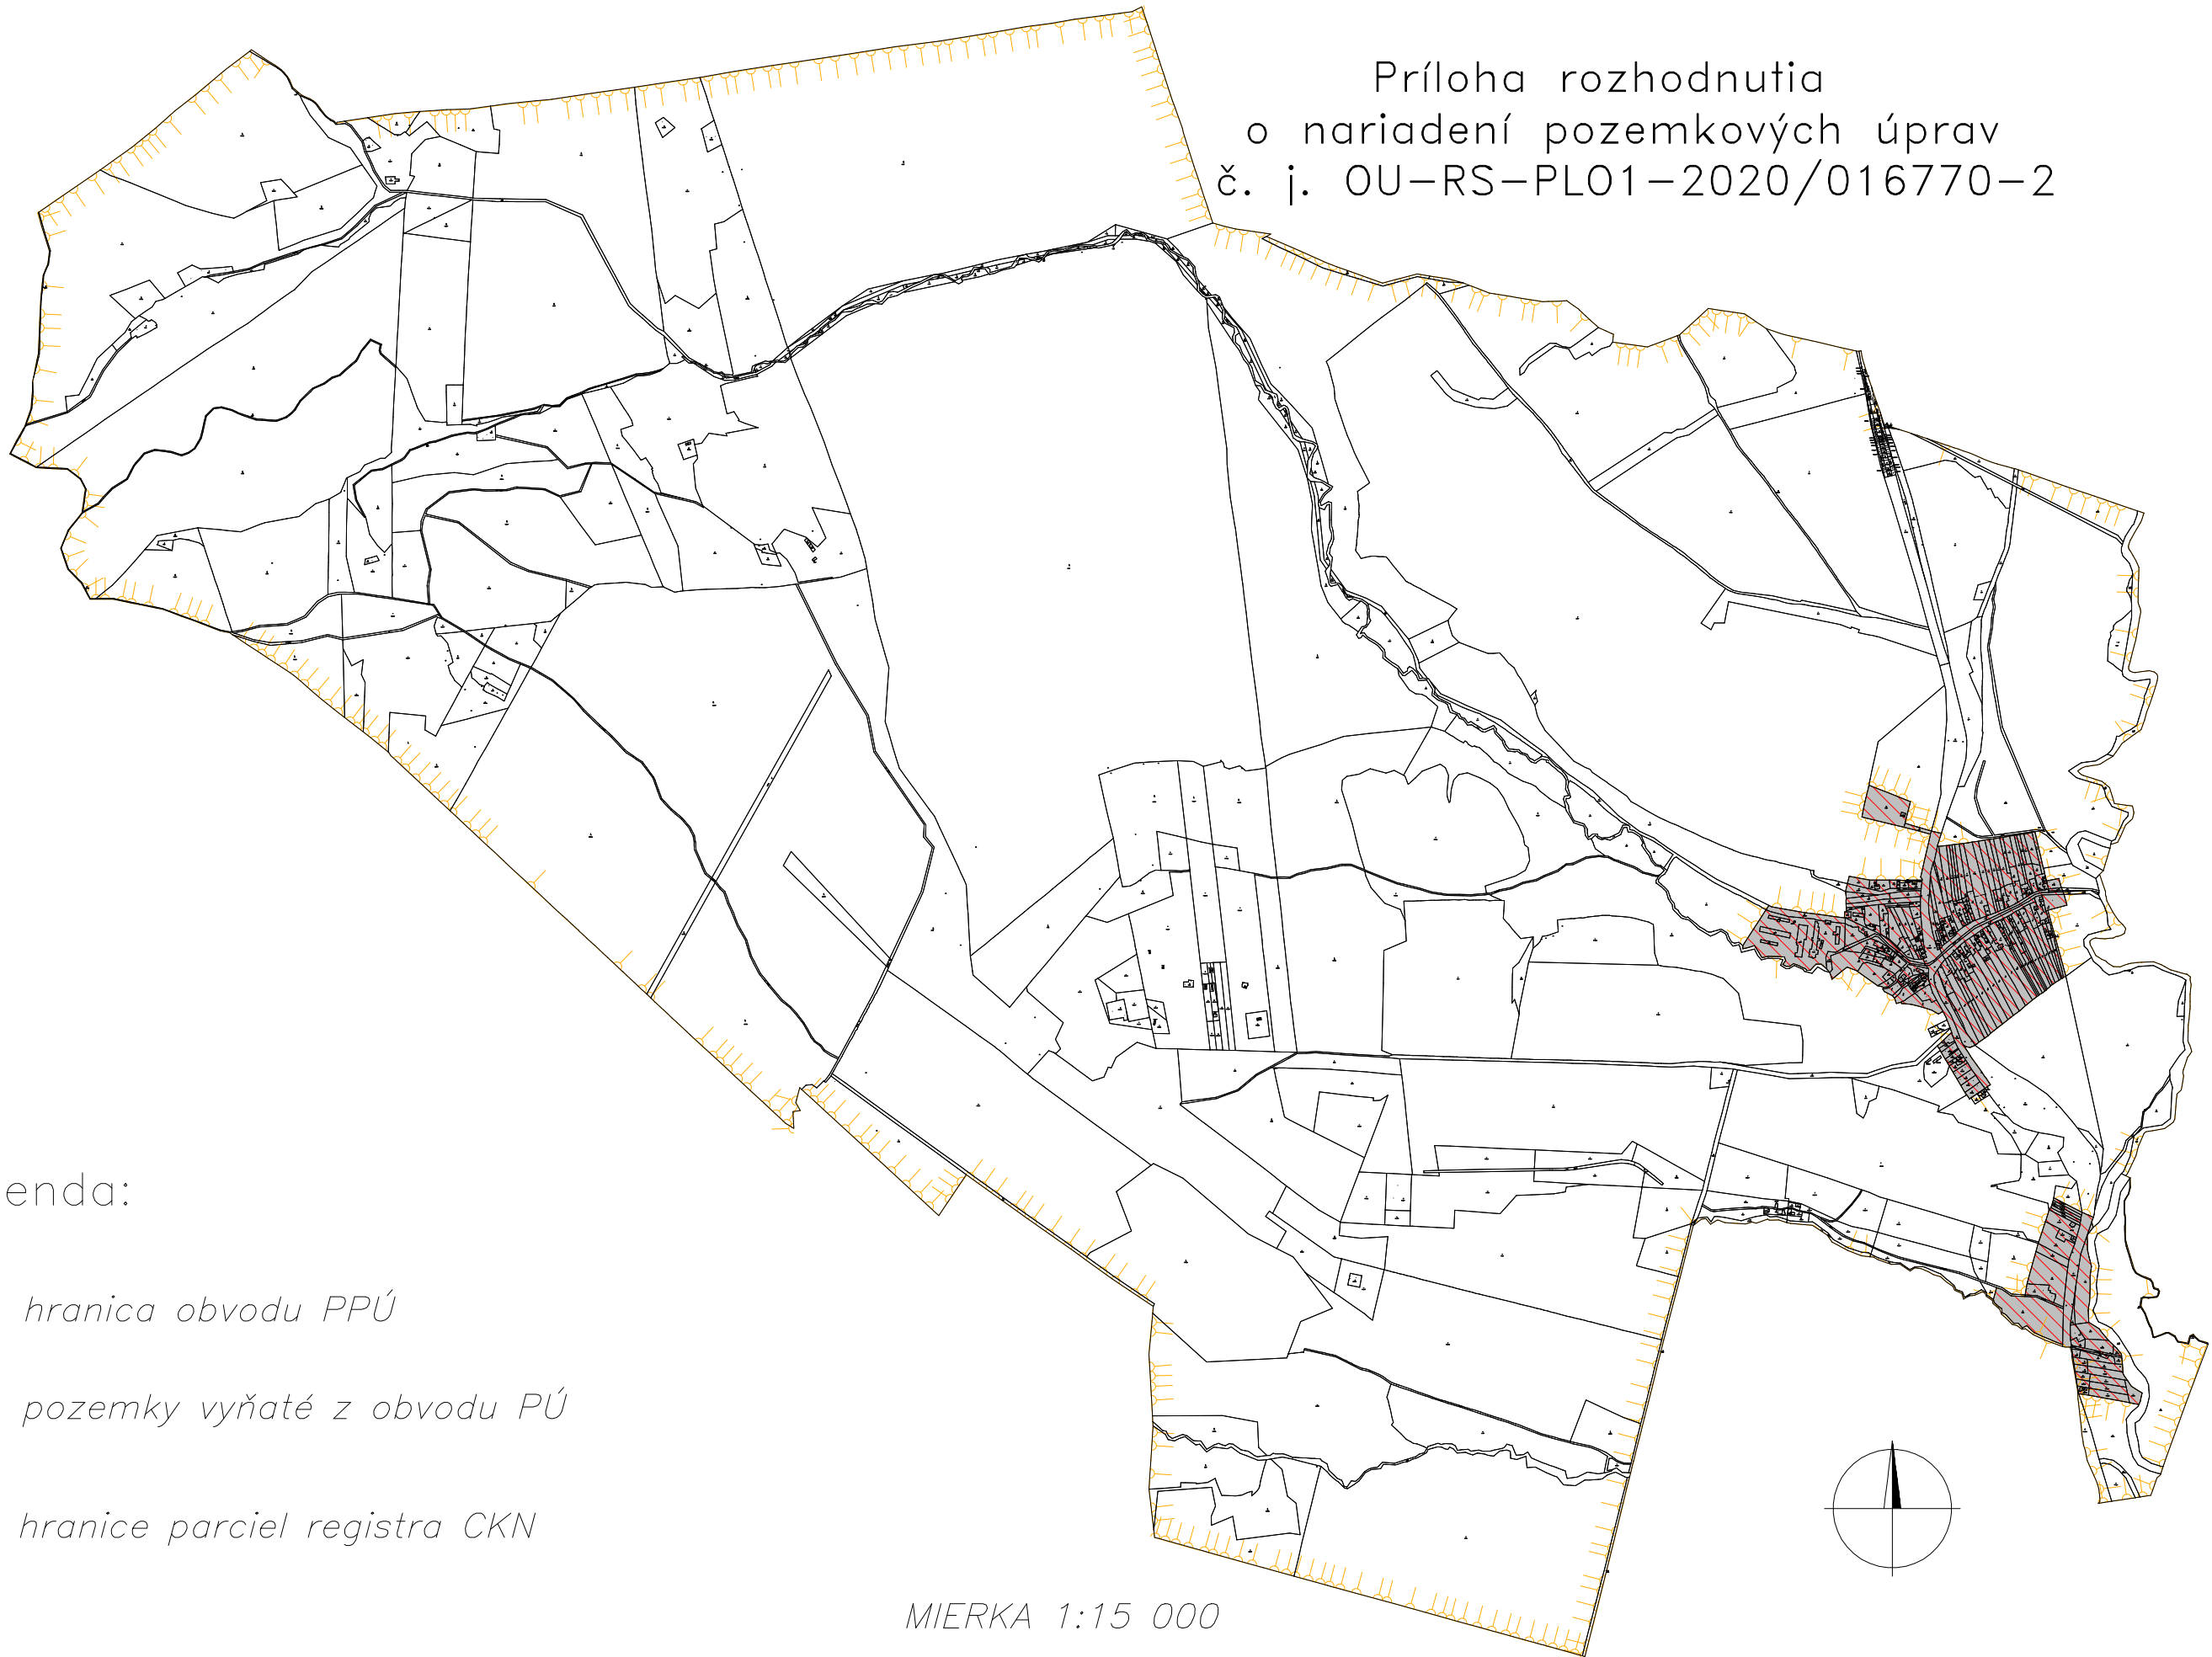 Príloha rozhodnutia
o nariadení pozemkových úprav
č. j. OU-RS-PLO1-2020/016770-2
enda:
hranica obvodu PPÚ
pozemky vyňaté z obvodu PÚ
hranice parciel registra CKN
MIERKA 1:15 000